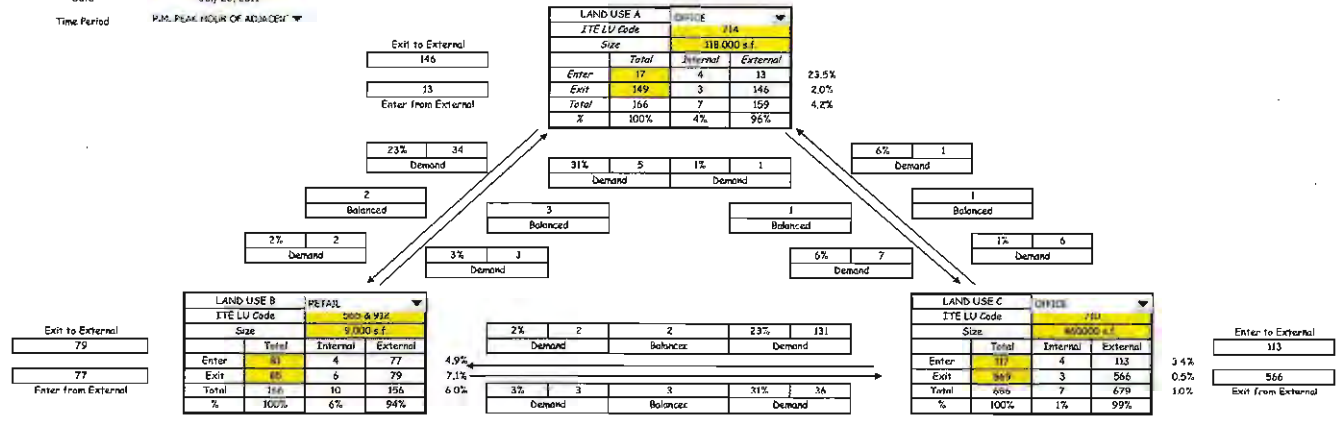 Time Period P.M. PEAK HOUR OF ADJACENT
LAND USE A OFFICE
ITE LU Code 714
Size 118,000 s.f.
Total Internal External
Enter 17 4 13 23.5%
Exit 149 3 146 2.0%
Total 166 7 159 4.2%
% 100% 4% 96%
Exit to External
146
13
Enter from External
23% 34
Demand
31% 5 1% 1
Demand Demand
6% 1
Demand
2
Balanced
3
Balanced
1
Balanced
1
Balanced
2% 2
Demand
3% 3
Demand
6% 7
Demand
1% 6
Demand
LAND USE B RETAIL
ITE LU Code & 912
Size 9,000 s.f.
Total Internal External
Enter 81 4 77 4.9%
Exit 85 6 79 7.1%
Total 166 10 156 6.0%
% 100% 6% 94%
Exit to External
79
77
Enter from External
2% 2 2 23% 131
Demand Balanced Demand
3% 3 3 31% 36
Demand Balanced Demand
LAND USE C OFFICE
ITE LU Code 710
Size s.f.
Total Internal External
Enter 117 4 113 3.4%
Exit 569 3 566 0.5%
Total 686 7 679 1.0%
% 100% 1% 99%
Enter to External
113
566
Exit from External